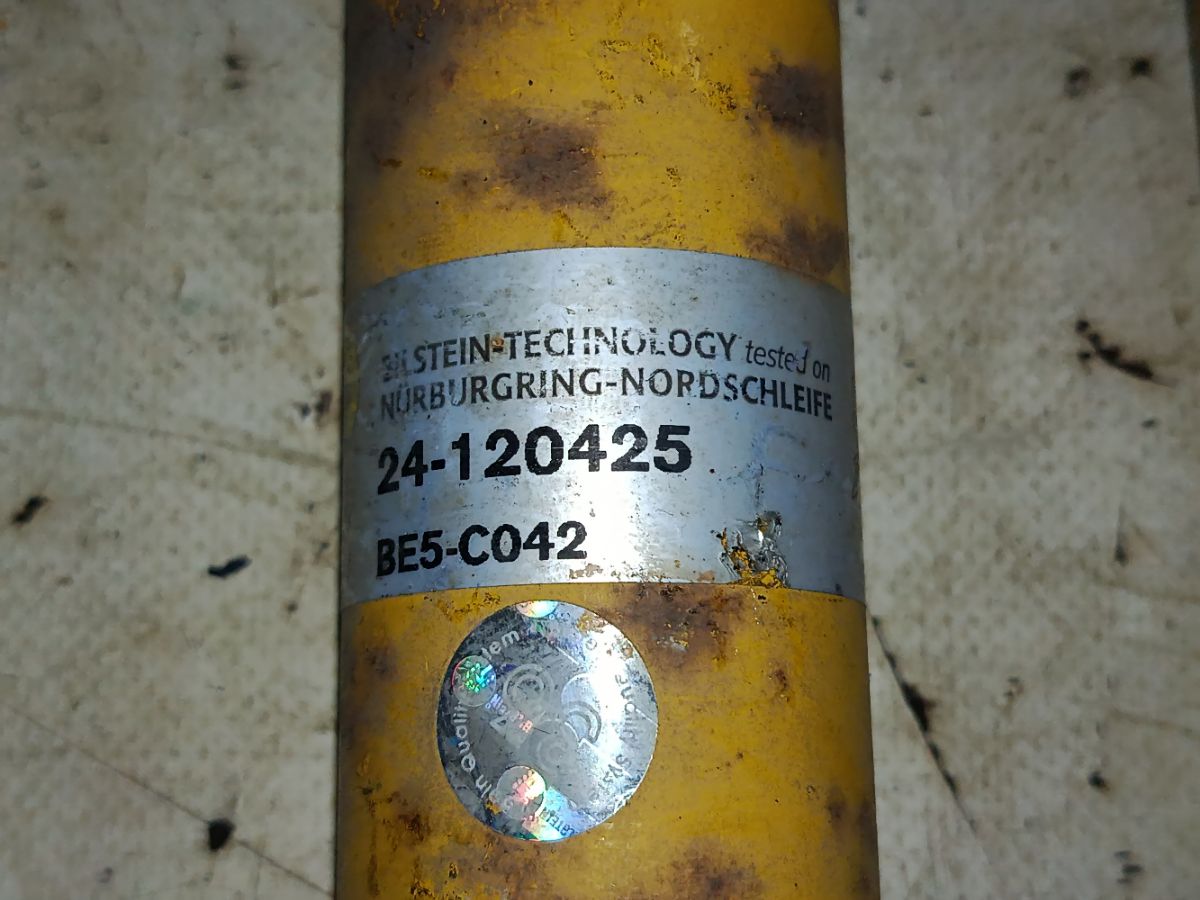 BILSTEIN-TECHNOLOGY tested on
NÜRBURGRING-NORDSCHLEIFE
24-120425
BE5-C042